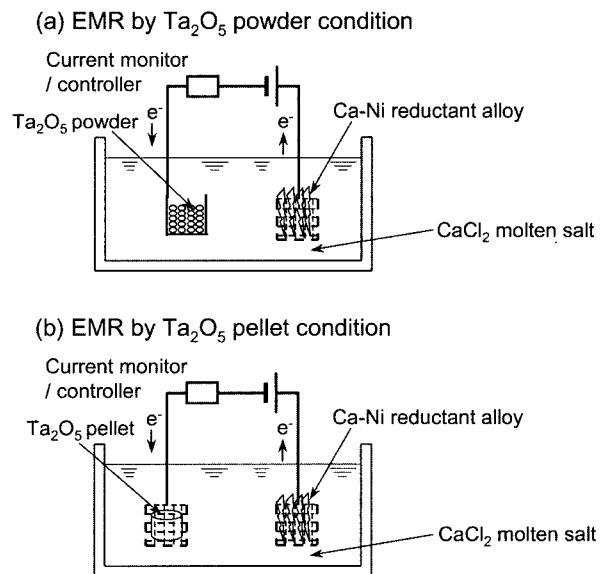 (a) EMR by Ta₂O₅ powder condition
Current monitor
/ controller
Ta₂O₅ powder
e⁻
e⁻
Ca-Ni reductant alloy
CaCl₂ molten salt
(b) EMR by Ta₂O₅ pellet condition
Current monitor
/ controller
Ta₂O₅ pellet
e⁻
e⁻
Ca-Ni reductant alloy
CaCl₂ molten salt